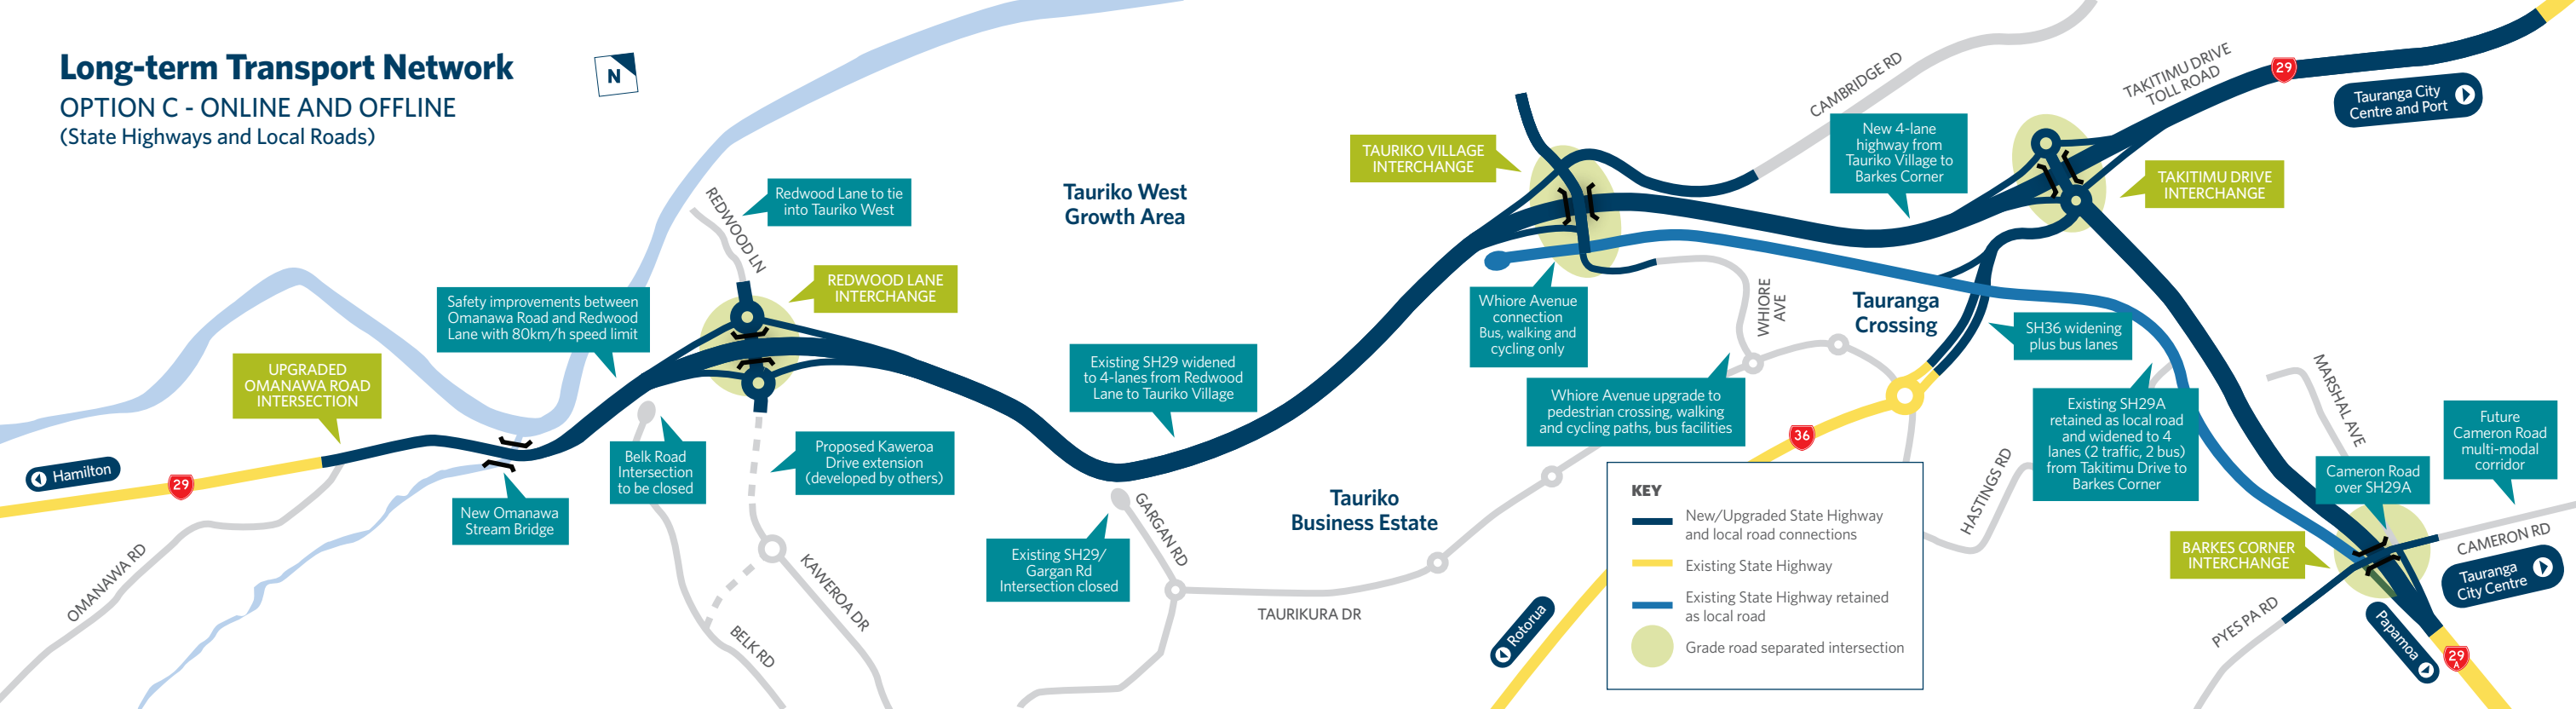 Long-term Transport Network
OPTION C - ONLINE AND OFFLINE
(State Highways and Local Roads)
N
Hamilton
29
UPGRADED
OMANAWA ROAD
INTERSECTION
OMANAWA RD
Safety improvements between
Omanawa Road and Redwood
Lane with 80km/h speed limit
New Omanawa
Stream Bridge
REDWOOD LN
Redwood Lane to tie
into Tauriko West
REDWOOD LANE
INTERCHANGE
Belk Road
Intersection
to be closed
Proposed Kaweroa
Drive extension
(developed by others)
KAWEROA DR
BELK RD
Tauriko West
Growth Area
Existing SH29 widened
to 4-lanes from Redwood
Lane to Tauriko Village
Existing SH29/
Gargan Rd
Intersection closed
GARGAN RD
TAURIKURA DR
Tauriko
Business Estate
TAURIKO VILLAGE
INTERCHANGE
Whiore Avenue
connection
Bus, walking and
cycling only
WHIORE
AVE
Whiore Avenue upgrade to
pedestrian crossing, walking
and cycling paths, bus facilities
CAMBRIDGE RD
New 4-lane
highway from
Tauriko Village to
Barkes Corner
Tauranga
Crossing
36
Rotorua
KEY
New/Upgraded State Highway
and local road connections
Existing State Highway
Existing State Highway retained
as local road
Grade road separated intersection
TAKITIMU DRIVE
TOLL ROAD
29
Tauranga City
Centre and Port
TAKITIMU DRIVE
INTERCHANGE
SH36 widening
plus bus lanes
Existing SH29A
retained as local road
and widened to 4
lanes (2 traffic, 2 bus)
from Takitimu Drive to
Barkes Corner
HASTINGS RD
MARSHAL AVE
Cameron Road
over SH29A
Future
Cameron Road
multi-modal
corridor
CAMERON RD
Tauranga
City Centre
BARKES CORNER
INTERCHANGE
PYES PA RD
Papamoa
29
A